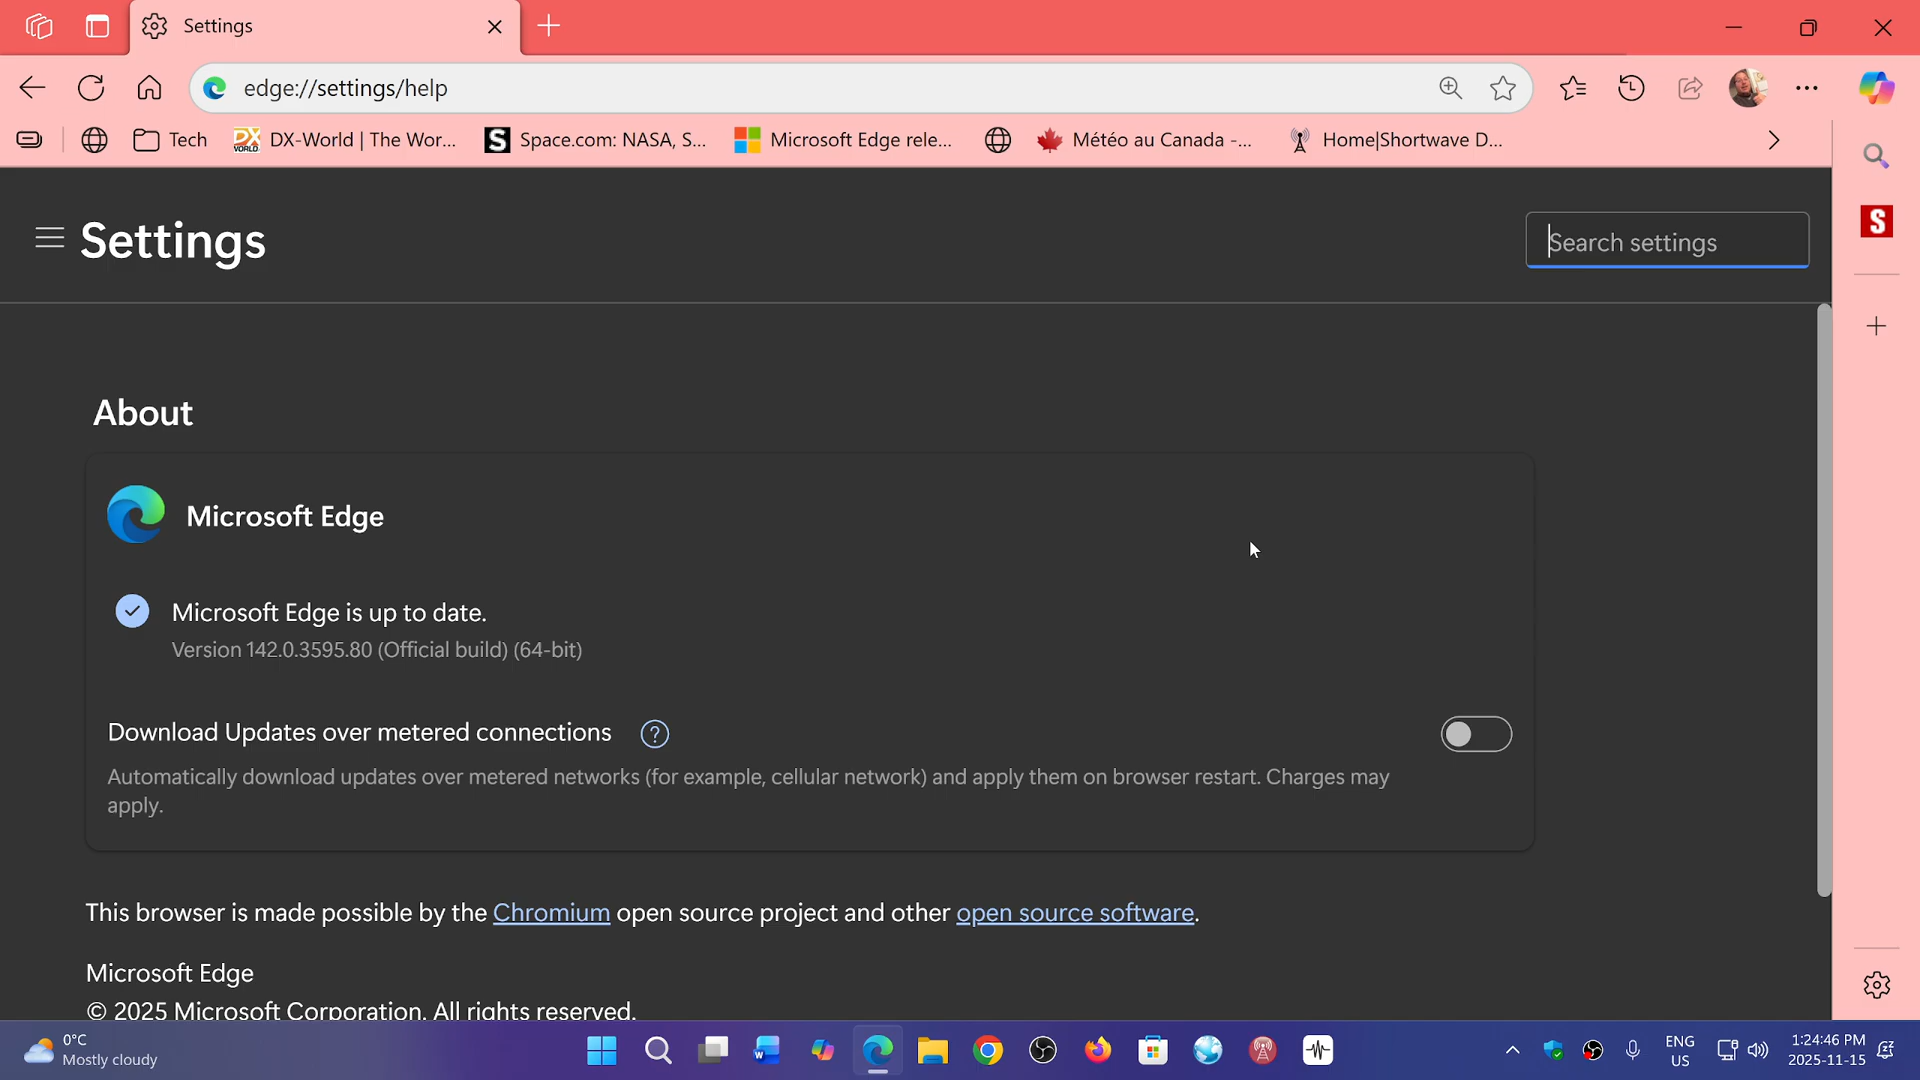 Settings
edge://settings/help
Tech
DX-World | The Wor...
Space.com: NASA, S...
Microsoft Edge rele...
Météo au Canada -...
Home|Shortwave D...
Settings
Search settings
About
Microsoft Edge
Microsoft Edge is up to date.
Version 142.0.3595.80 (Official build) (64-bit)
Download Updates over metered connections
Automatically download updates over metered networks (for example, cellular network) and apply them on browser restart. Charges may
apply.
This browser is made possible by the Chromium open source project and other open source software.
Microsoft Edge
© 2025 Microsoft Corporation. All rights reserved.
0°C
Mostly cloudy
ENG
US
1:24:46 PM
2025-11-15